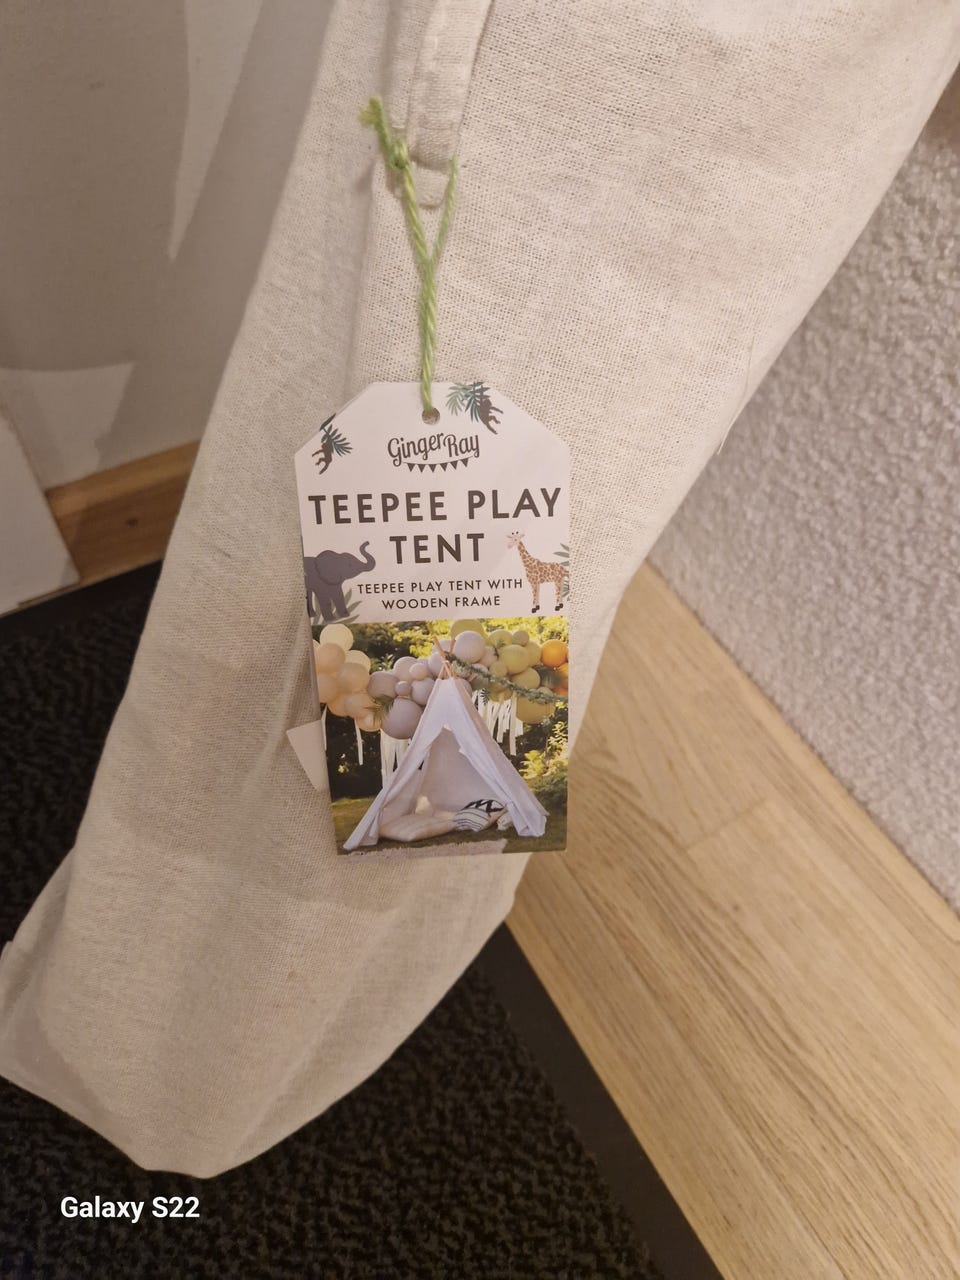 Ginger Ray
TEEPEE PLAY
TENT
TEEPEE PLAY TENT WITH
WOODEN FRAME
Galaxy S22